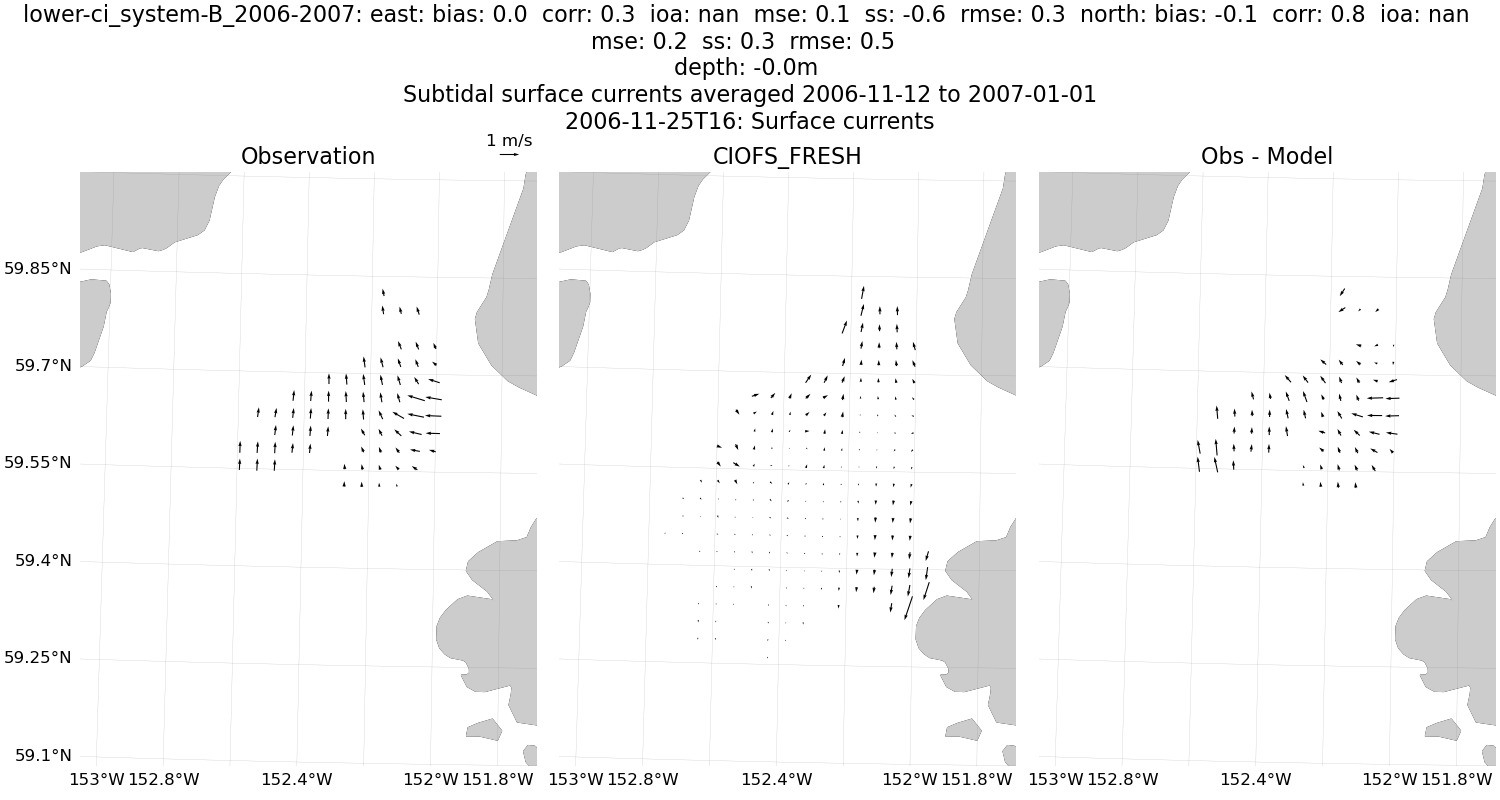 lower-ci_system-B_2006-2007: east: bias: 0.0 corr: 0.3 ioa: nan mse: 0.1 ss: -0.6 rmse: 0.3 north: bias: -0.1 corr: 0.8 ioa: nan
mse: 0.2 ss: 0.3 rmse: 0.5
depth: -0.0m
Subtidal surface currents averaged 2006-11-12 to 2007-01-01
2006-11-25T16: Surface currents
1 m/s
Observation CIOFS_FRESH Obs - Model
59.85°N
59.7°N
59.55°N
59.4°N
59.25°N
59.1°N
153°W 152.8°W 152.4°W 152°W 151.8°W 153°W 152.8°W 152.4°W 152°W 151.8°W 153°W 152.8°W 152.4°W 152°W 151.8°W